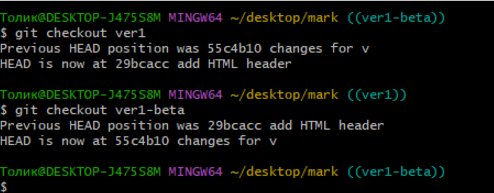 Толик@DESKTOP-J475S8M MINGW64 ~/desktop/mark ((ver1-beta))
$ git checkout ver1
Previous HEAD position was 55c4b10 changes for v
HEAD is now at 29bcacc add HTML header
Толик@DESKTOP-J475S8M MINGW64 ~/desktop/mark ((ver1))
$ git checkout ver1-beta
Previous HEAD position was 29bcacc add HTML header
HEAD is now at 55c4b10 changes for v
Толик@DESKTOP-J475S8M MINGW64 ~/desktop/mark ((ver1-beta))
$